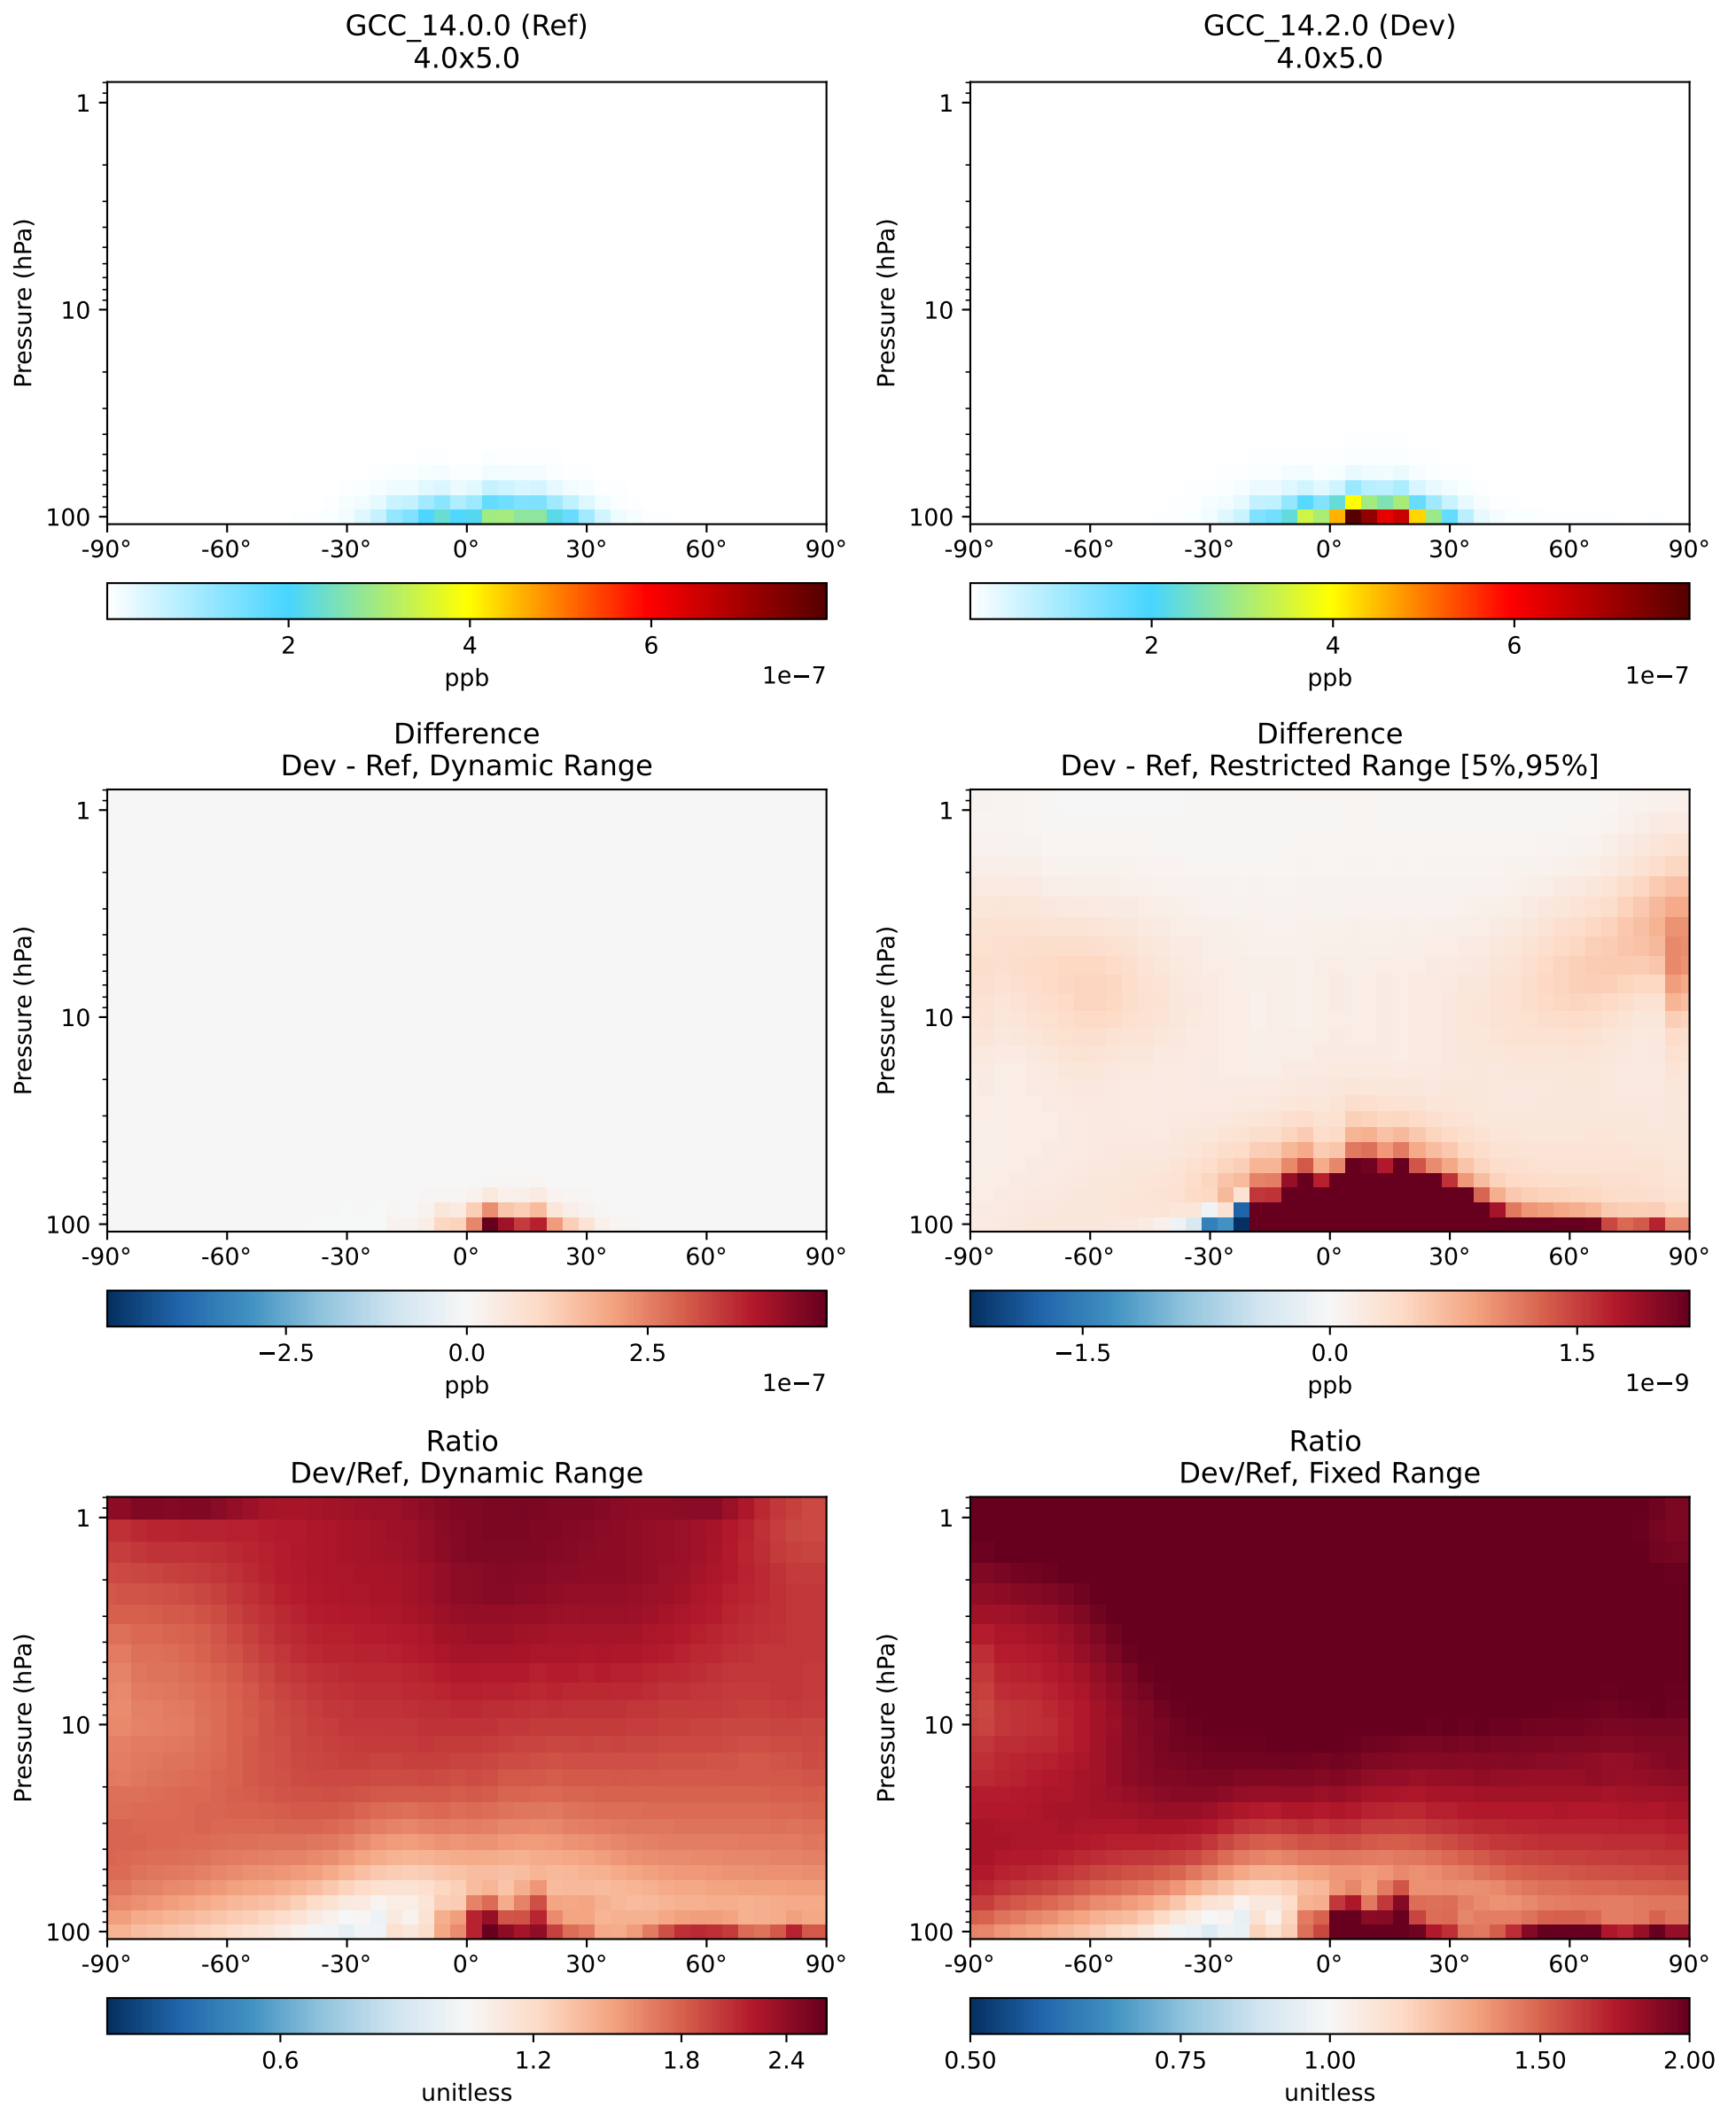 GCC_14.0.0 (Ref)
4.0x5.0
Pressure (hPa)
1
10
100
-90° -60° -30° 0° 30° 60° 90°
2 4 6
ppb
1e−7
GCC_14.2.0 (Dev)
4.0x5.0
Pressure (hPa)
1
10
100
-90° -60° -30° 0° 30° 60° 90°
2 4 6
ppb
1e−7
Difference
Dev - Ref, Dynamic Range
Pressure (hPa)
1
10
100
-90° -60° -30° 0° 30° 60° 90°
−2.5 0.0 2.5
ppb
1e−7
Difference
Dev - Ref, Restricted Range [5%,95%]
Pressure (hPa)
1
10
100
-90° -60° -30° 0° 30° 60° 90°
−1.5 0.0 1.5
ppb
1e−9
Ratio
Dev/Ref, Dynamic Range
Pressure (hPa)
1
10
100
-90° -60° -30° 0° 30° 60° 90°
0.6 1.2 1.8 2.4
unitless
Ratio
Dev/Ref, Fixed Range
Pressure (hPa)
1
10
100
-90° -60° -30° 0° 30° 60° 90°
0.50 0.75 1.00 1.50 2.00
unitless